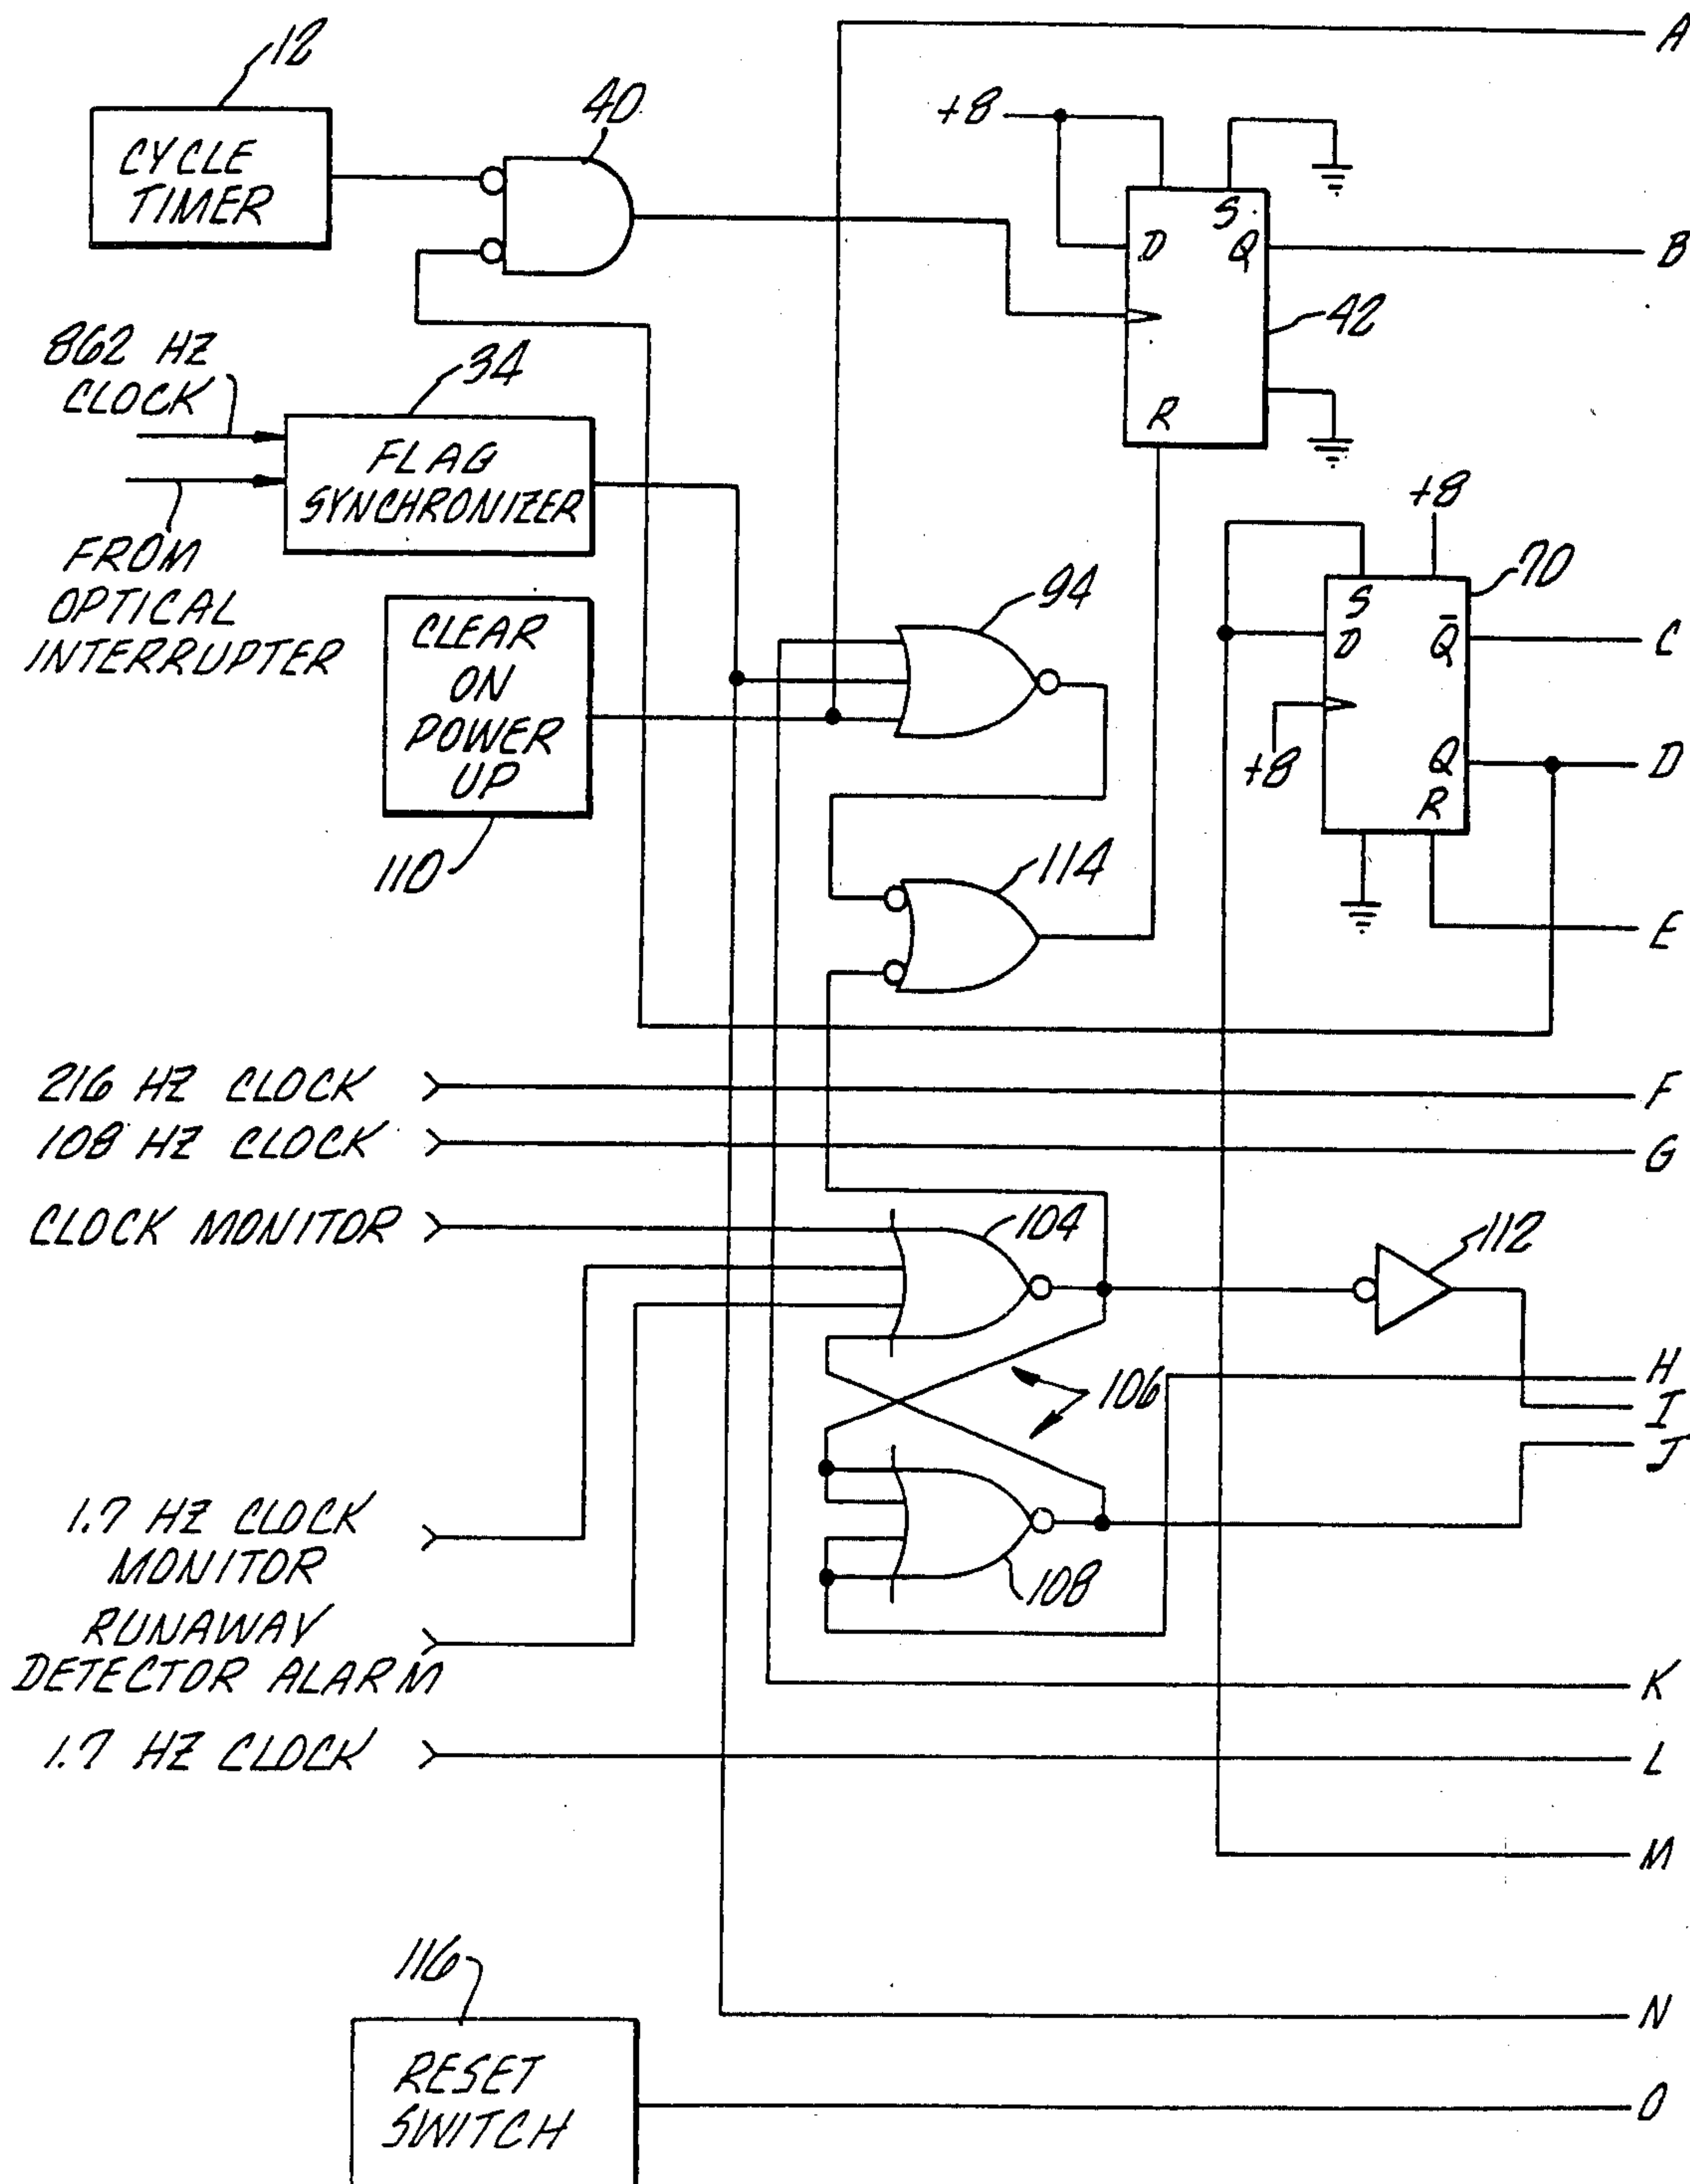 A
12
CYCLE
TIMER
40
+8
S
D
Q
B
42
R
862 HZ
CLOCK
34
FLAG
SYNCHRONIZER
FROM
OPTICAL
INTERRUPTER
+8
70
S
D
Q̅
C
+8
Q
D
R
E
94
CLEAR
ON
POWER
UP
110
114
216 HZ CLOCK
F
108 HZ CLOCK
G
CLOCK MONITOR
104
112
106
H
I
J
1.7 HZ CLOCK
MONITOR
108
RUNAWAY
DETECTOR ALARM
K
1.7 HZ CLOCK
L
M
116
N
RESET
SWITCH
O